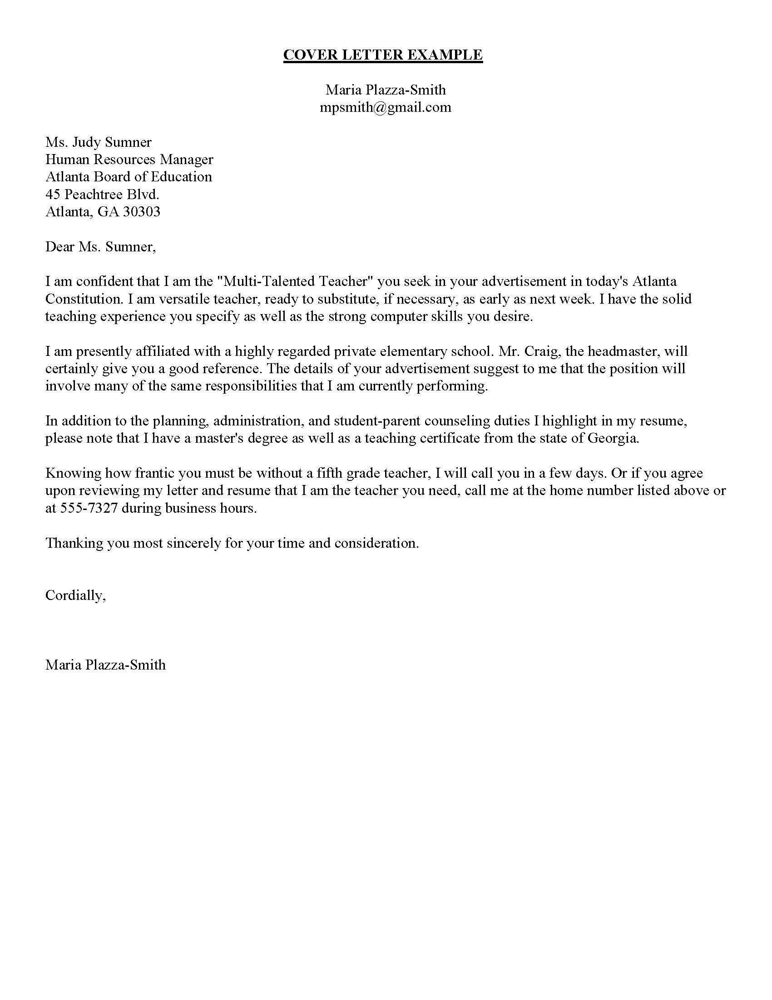 COVER LETTER EXAMPLE
Maria Plazza-Smith
mpsmith@gmail.com
Ms. Judy Sumner
Human Resources Manager
Atlanta Board of Education
45 Peachtree Blvd.
Atlanta, GA 30303
Dear Ms. Sumner,
I am confident that I am the "Multi-Talented Teacher" you seek in your advertisement in today's Atlanta
Constitution. I am versatile teacher, ready to substitute, if necessary, as early as next week. I have the solid
teaching experience you specify as well as the strong computer skills you desire.
I am presently affiliated with a highly regarded private elementary school. Mr. Craig, the headmaster, will
certainly give you a good reference. The details of your advertisement suggest to me that the position will
involve many of the same responsibilities that I am currently performing.
In addition to the planning, administration, and student-parent counseling duties I highlight in my resume,
please note that I have a master's degree as well as a teaching certificate from the state of Georgia.
Knowing how frantic you must be without a fifth grade teacher, I will call you in a few days. Or if you agree
upon reviewing my letter and resume that I am the teacher you need, call me at the home number listed above or
at 555-7327 during business hours.
Thanking you most sincerely for your time and consideration.
Cordially,
Maria Plazza-Smith